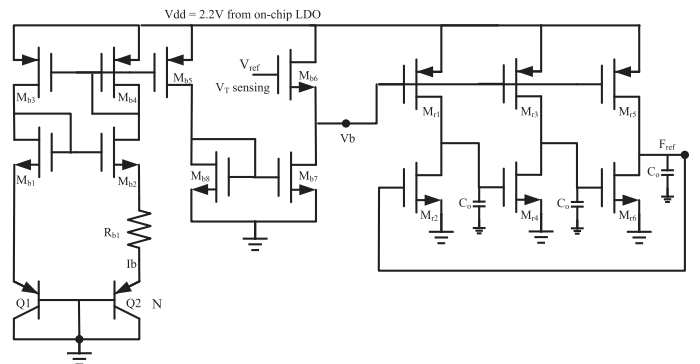 Vdd = 2.2V from on-chip LDO
Vref
VT sensing
Mb3
Mb4
Mb5
Mb6
Mb1
Mb2
Mb8
Mb7
Vb
Mr1
Mr3
Mr5
Fref
Co
Co
Co
Mr2
Mr4
Mr6
Rb1
Ib
Q1
Q2
N